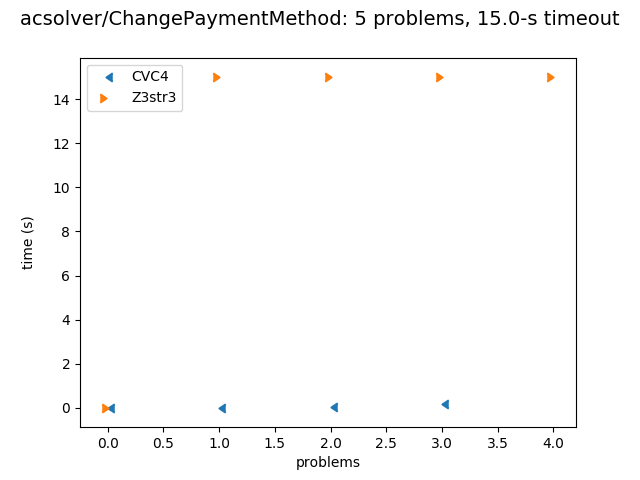 acsolver/ChangePaymentMethod: 5 problems, 15.0-s timeout
CVC4
Z3str3
14
12
10
8
6
4
2
0
time (s)
0.0 0.5 1.0 1.5 2.0 2.5 3.0 3.5 4.0
problems